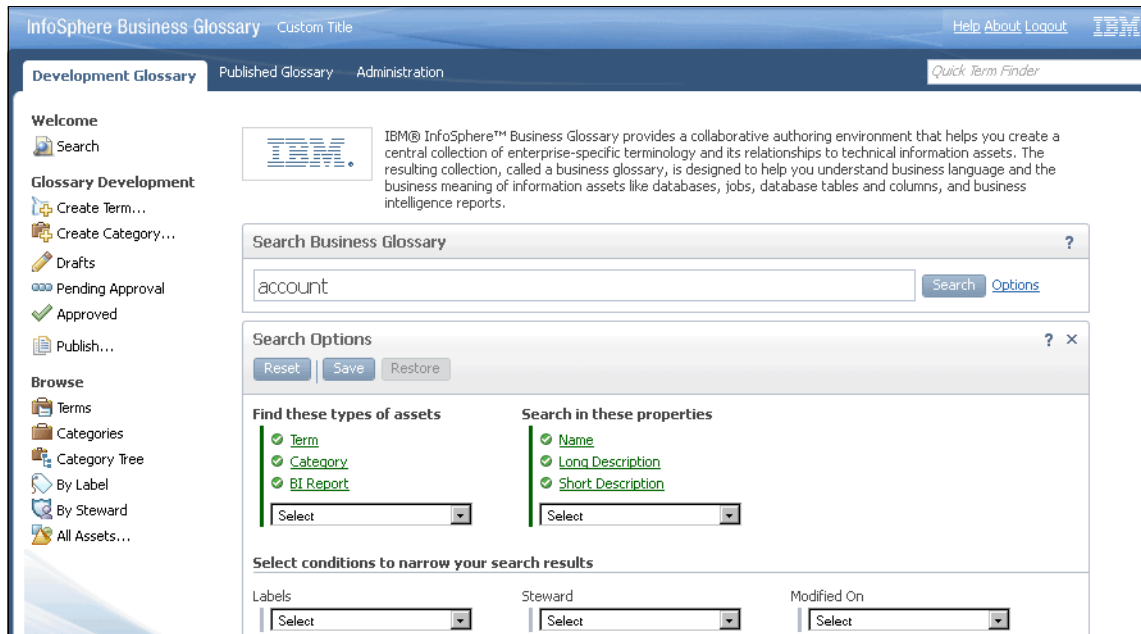 InfoSphere Business Glossary Custom Title Help About Logout IBM
Development Glossary Published Glossary Administration Quick Term Finder
Welcome
Search
Glossary Development
Create Term...
Create Category...
Drafts
Pending Approval
Approved
Publish...
Browse
Terms
Categories
Category Tree
By Label
By Steward
All Assets...
IBM.
IBM® InfoSphere™ Business Glossary provides a collaborative authoring environment that helps you create a
central collection of enterprise-specific terminology and its relationships to technical information assets. The
resulting collection, called a business glossary, is designed to help you understand business language and the
business meaning of information assets like databases, jobs, database tables and columns, and business
intelligence reports.
Search Business Glossary ?
account Search Options
Search Options ? ×
Reset Save Restore
Find these types of assets Search in these properties
Term Name
Category Long Description
BI Report Short Description
Select Select
Select conditions to narrow your search results
Labels Steward Modified On
Select Select Select